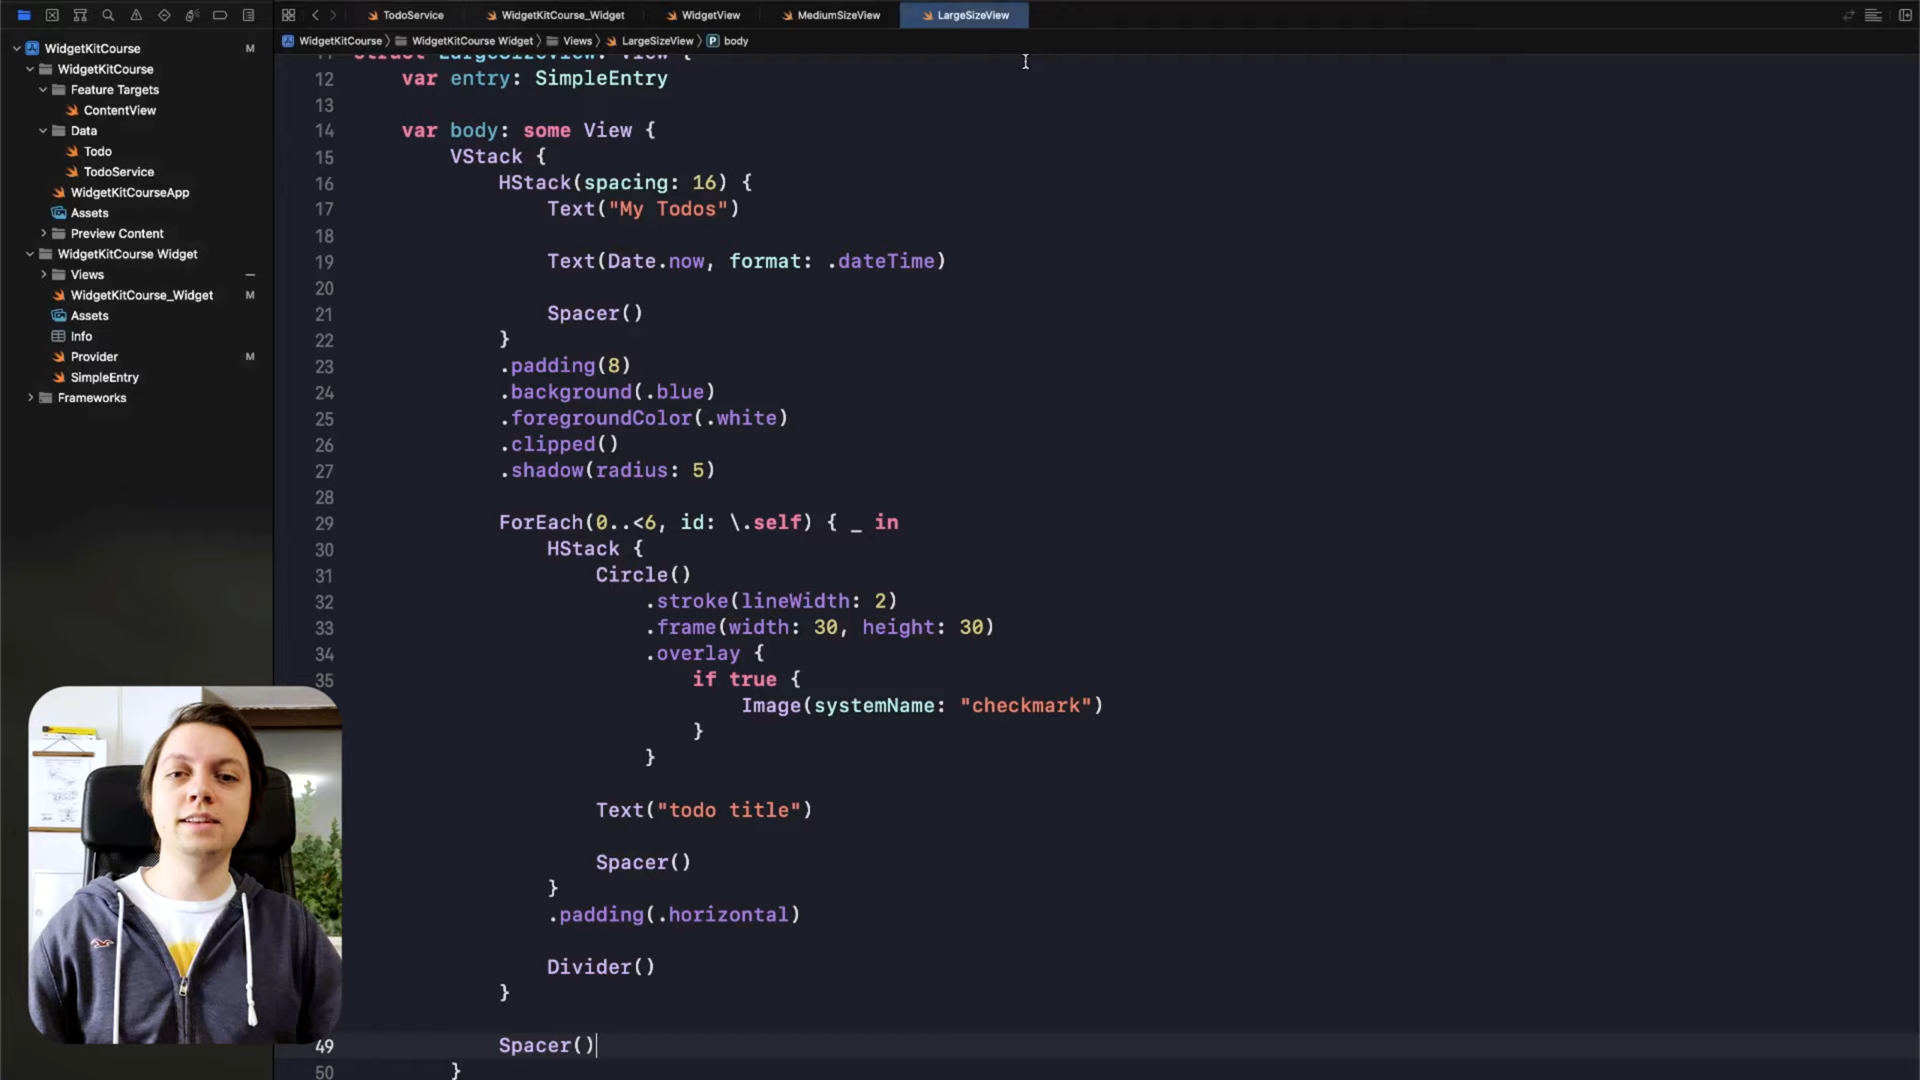 TodoService
WidgetKitCourse_Widget
WidgetView
MediumSizeView
LargeSizeView
WidgetKitCourse
M
WidgetKitCourse
Feature Targets
ContentView
Data
Todo
TodoService
WidgetKitCourseApp
Assets
Preview Content
WidgetKitCourse Widget
Views
WidgetKitCourse_Widget
M
Assets
Info
Provider
M
SimpleEntry
Frameworks
WidgetKitCourse
WidgetKitCourse Widget
Views
LargeSizeView
P
body
11 struct LargeSizeView: View {
12 var entry: SimpleEntry
13
14 var body: some View {
15 VStack {
16 HStack(spacing: 16) {
17 Text("My Todos")
18
19 Text(Date.now, format: .dateTime)
20
21 Spacer()
22 }
23 .padding(8)
24 .background(.blue)
25 .foregroundColor(.white)
26 .clipped()
27 .shadow(radius: 5)
28
29 ForEach(0..<6, id: \.self) { _ in
30 HStack {
31 Circle()
32 .stroke(lineWidth: 2)
33 .frame(width: 30, height: 30)
34 .overlay {
35 if true {
Image(systemName: "checkmark")
}
}
Text("todo title")
Spacer()
}
.padding(.horizontal)
Divider()
}
49 Spacer()
50 }